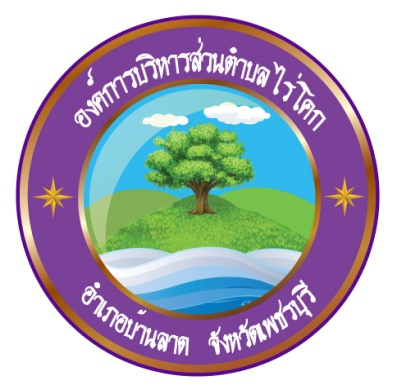 องค์การบริหารส่วนตำบลไร่โคก
อำเภอบ้านลาด จังหวัดเพชรบุรี